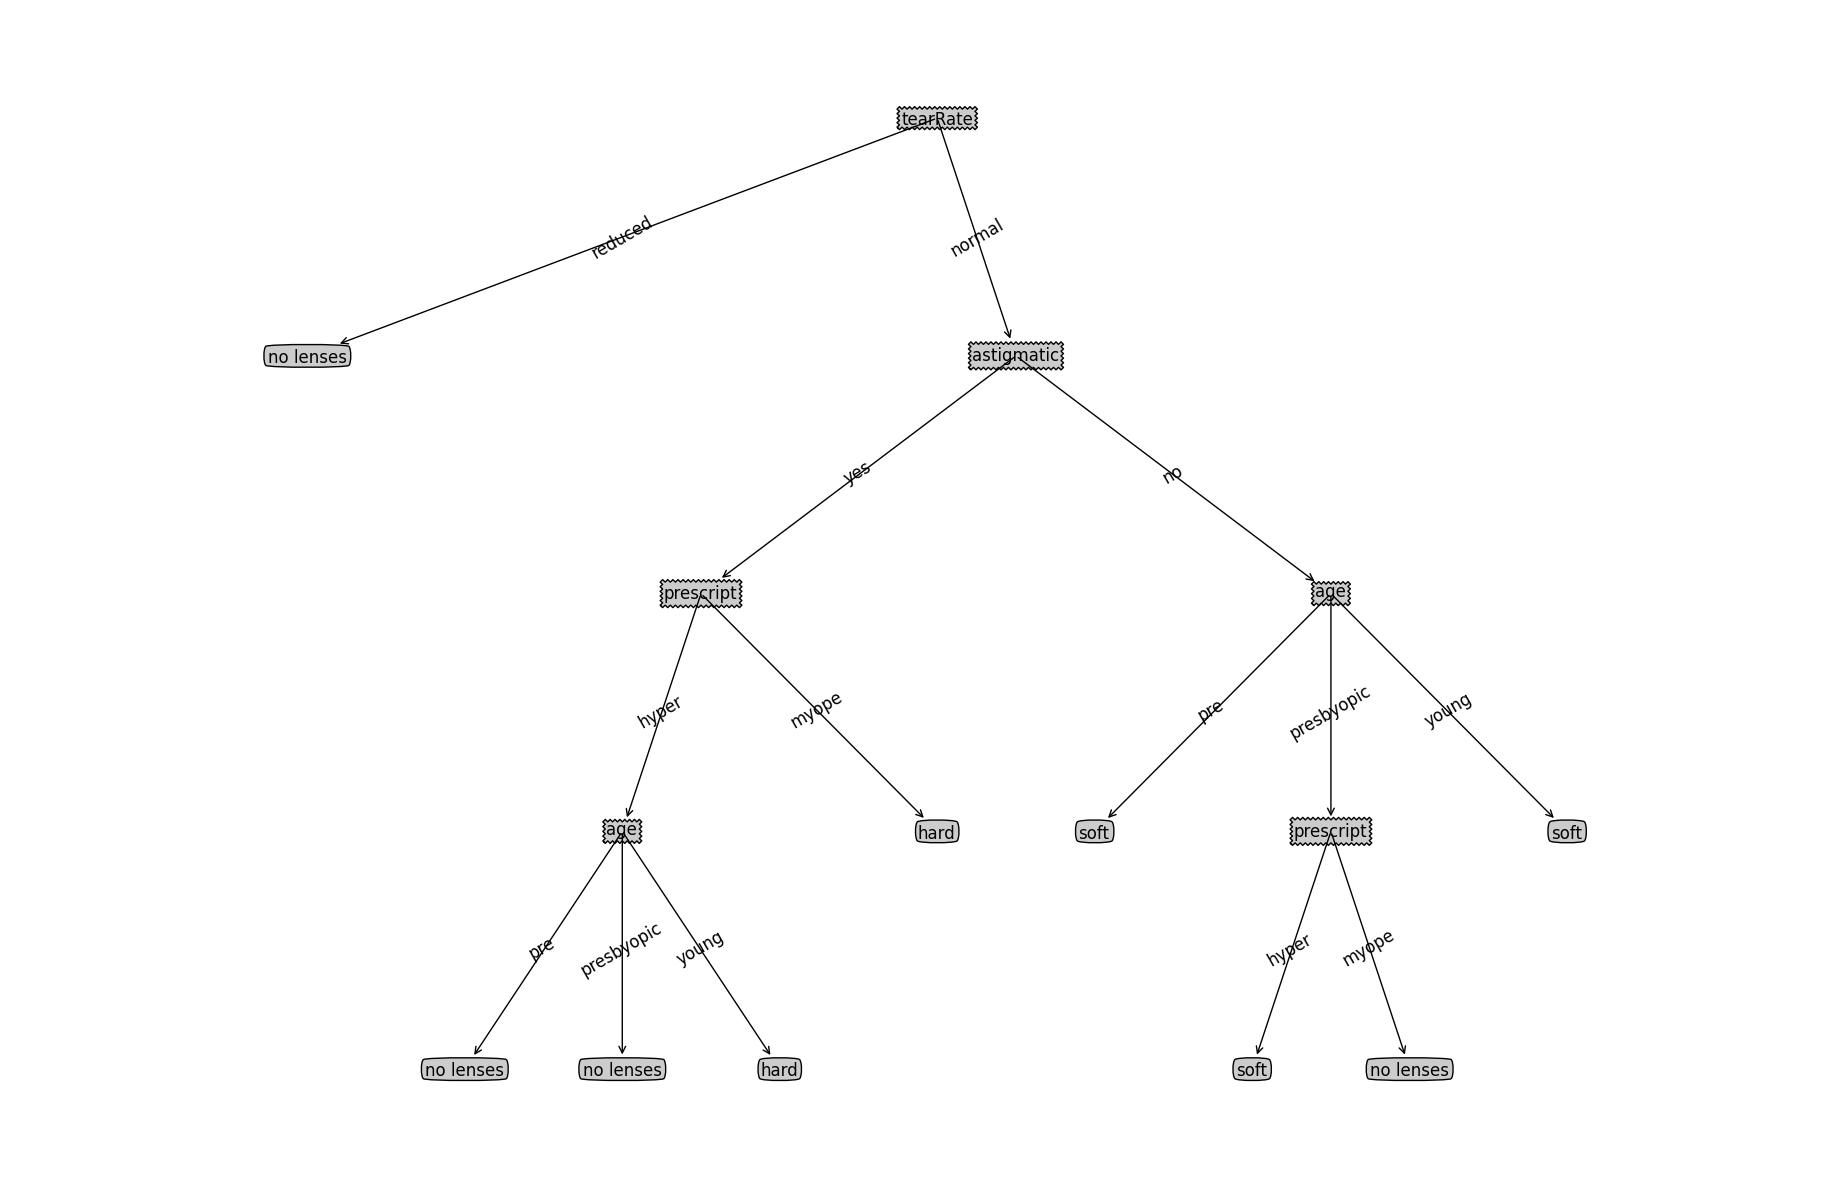 tearRate
reduced
normal
no lenses
astigmatic
yes
no
prescript
age
hyper
myope
pre
presbyopic
young
age
hard
soft
prescript
soft
pre
presbyopic
young
hyper
myope
no lenses
no lenses
hard
soft
no lenses